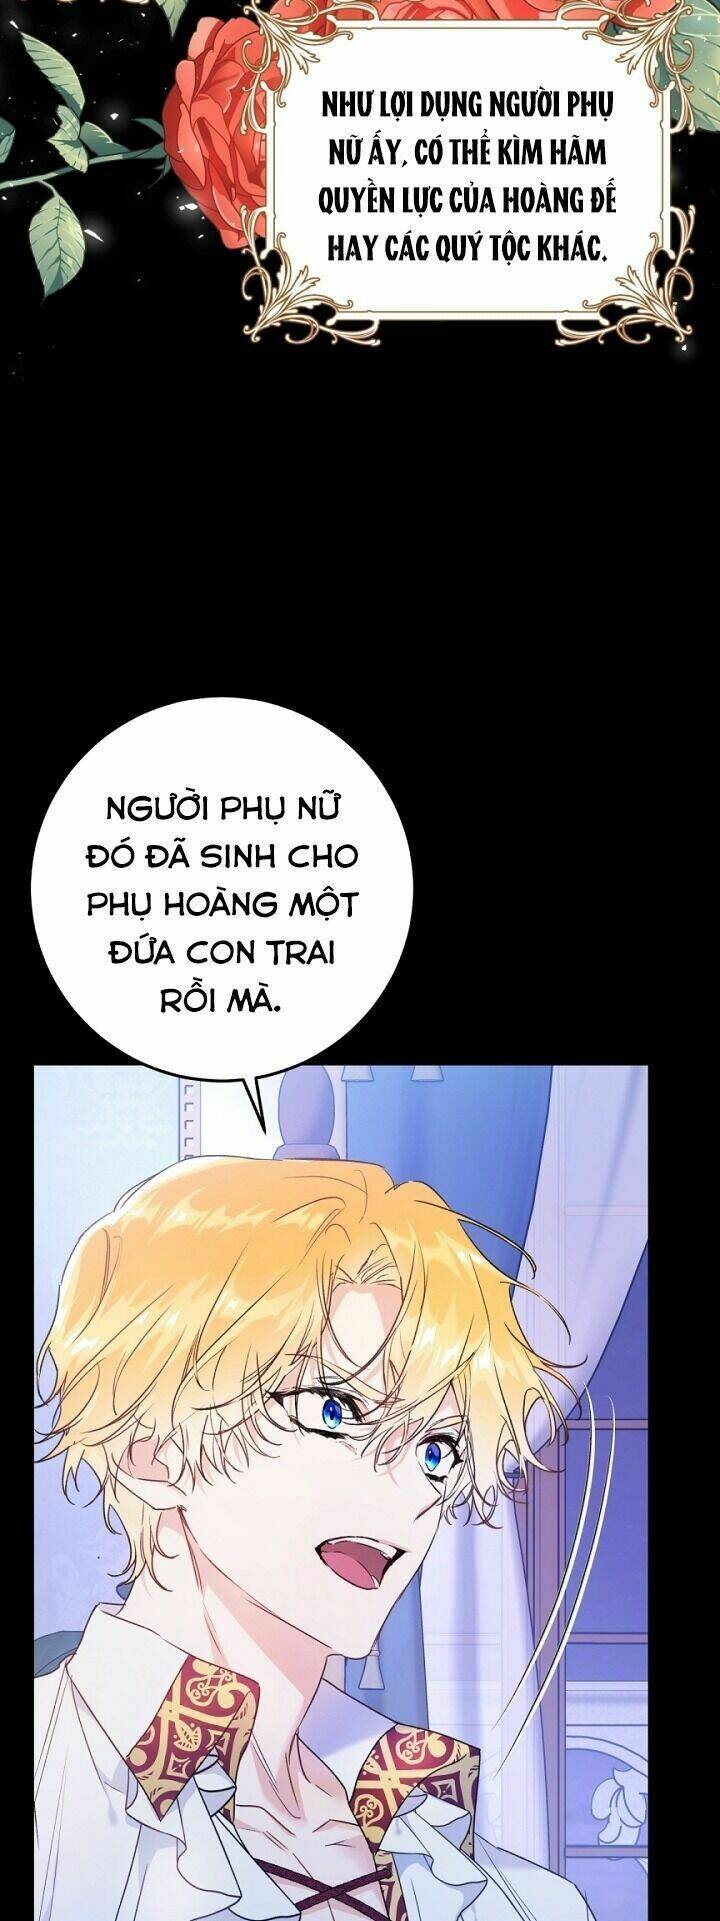 NHƯ LỢI DỤNG NGƯỜI PHỤ
NỮ ẤY, CÓ THỂ KÌM HÃM
QUYỀN LỰC CỦA HOÀNG ĐẾ
HAY CÁC QUÝ TỘC KHÁC.
NGƯỜI PHỤ NỮ
ĐÓ ĐÃ SINH CHO
PHỤ HOÀNG MỘT
ĐỨA CON TRAI
RỒI MÀ.